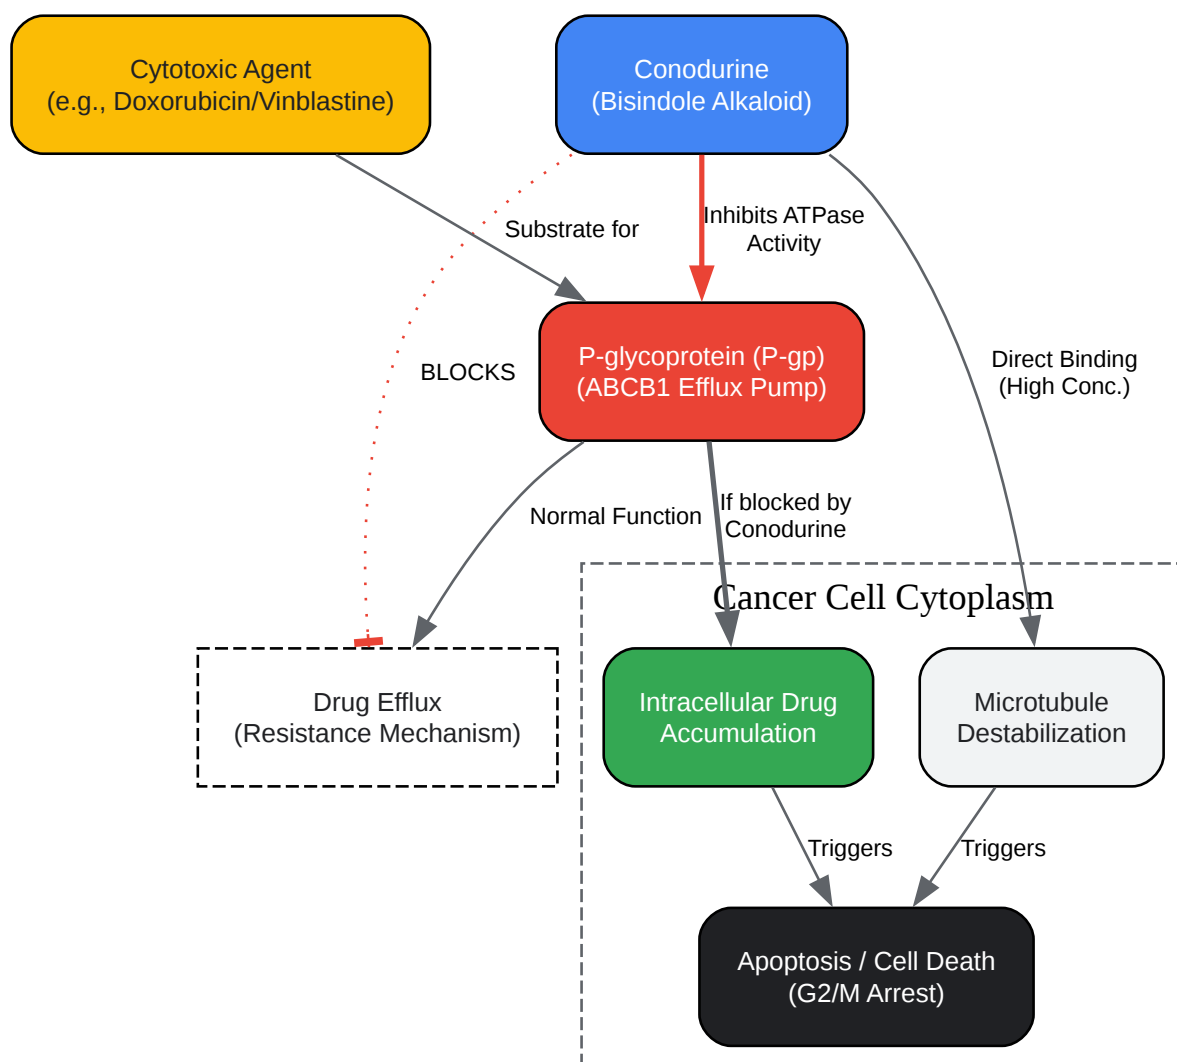 Cytotoxic Agent
(e.g., Doxorubicin/Vinblastine)
Conodurine
(Bisindole Alkaloid)
Substrate for
Inhibits ATPase
Activity
P-glycoprotein (P-gp)
(ABCB1 Efflux Pump)
BLOCKS
Direct Binding
(High Conc.)
Normal Function
If blocked by
Conodurine
Cancer Cell Cytoplasm
Drug Efflux
(Resistance Mechanism)
Intracellular Drug
Accumulation
Microtubule
Destabilization
Triggers
Triggers
Apoptosis / Cell Death
(G2/M Arrest)